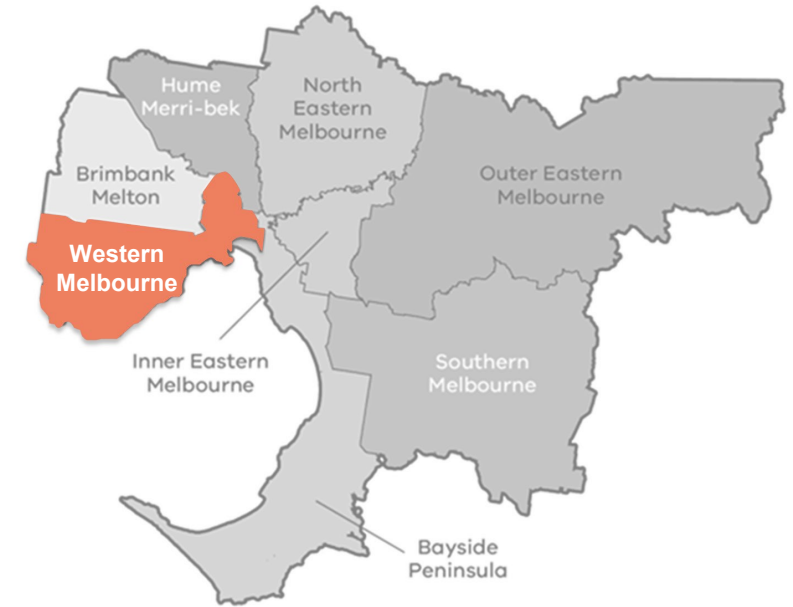 Hume
Merri-bek
North
Eastern
Melbourne
Brimbank
Melton
Outer Eastern
Melbourne
Western
Melbourne
Inner Eastern
Melbourne
Southern
Melbourne
Bayside
Peninsula